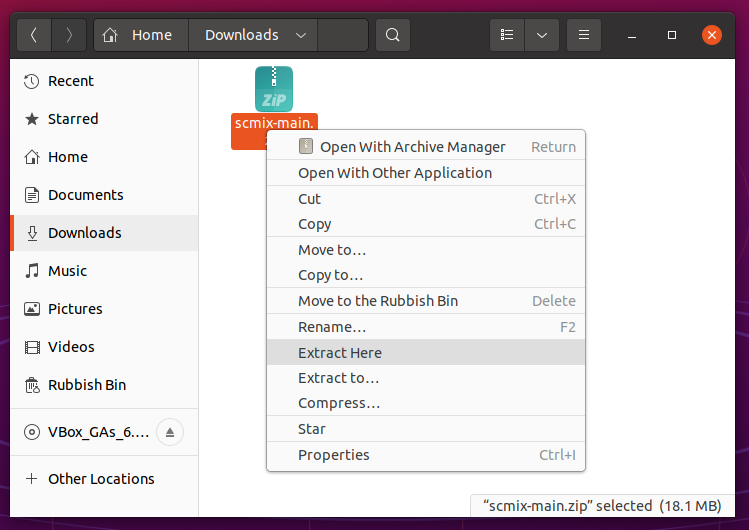 Home
Downloads
Recent
Starred
Home
Documents
Downloads
Music
Pictures
Videos
Rubbish Bin
VBox_GAs_6....
Other Locations
ZiP
scmix-main.
Open With Archive Manager Return
Open With Other Application
Cut Ctrl+X
Copy Ctrl+C
Move to…
Copy to…
Move to the Rubbish Bin Delete
Rename… F2
Extract Here
Extract to…
Compress…
Star
Properties Ctrl+I
“scmix-main.zip” selected (18.1 MB)